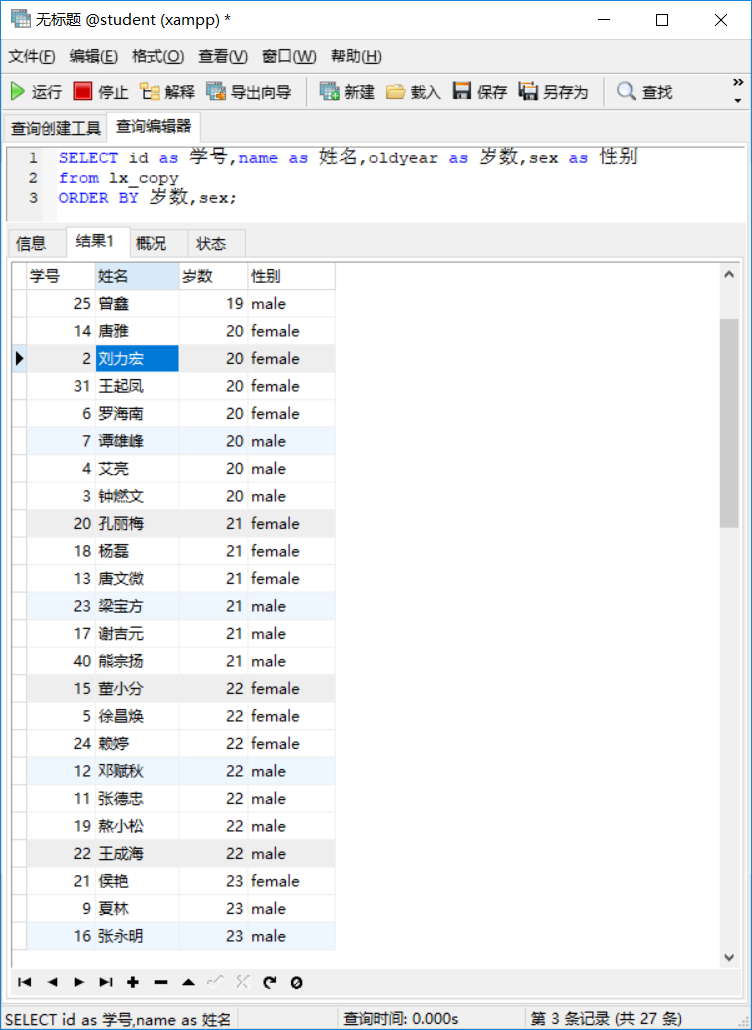 无标题 @student (xampp) *
文件(F) 编辑(E) 格式(O) 查看(V) 窗口(W) 帮助(H)
运行 停止 解释 导出向导 新建 载入 保存 另存为 查找 »
查询创建工具 查询编辑器
1 SELECT id as 学号,name as 姓名,oldyear as 岁数,sex as 性别
2 from lx_copy
3 ORDER BY 岁数,sex;
信息 结果1 概况 状态
学号 姓名 岁数 性别
25 曾鑫 19 male
14 唐雅 20 female
2 刘力宏 20 female
31 王起凤 20 female
6 罗海南 20 female
7 谭雄峰 20 male
4 艾亮 20 male
3 钟燃文 20 male
20 孔丽梅 21 female
18 杨磊 21 female
13 唐文微 21 female
23 梁宝方 21 male
17 谢吉元 21 male
40 熊宗扬 21 male
15 董小分 22 female
5 徐昌焕 22 female
24 赖婷 22 female
12 邓赋秋 22 male
11 张德忠 22 male
19 熬小松 22 male
22 王成海 22 male
21 侯艳 23 female
9 夏林 23 male
16 张永明 23 male
SELECT id as 学号,name as 姓名 查询时间: 0.000s 第 3 条记录 (共 27 条)